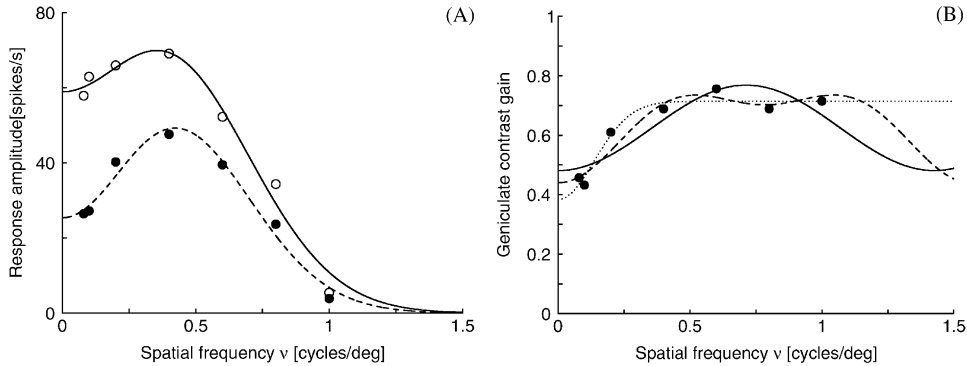 (A)
80
40
0
0
0.5
1
1.5
Response amplitude[spikes/s]
Spatial frequency ν [cycles/deg]
(B)
1
0.8
0.6
0.4
0.2
0
0
0.5
1
1.5
Geniculate contrast gain
Spatial frequency ν [cycles/deg]